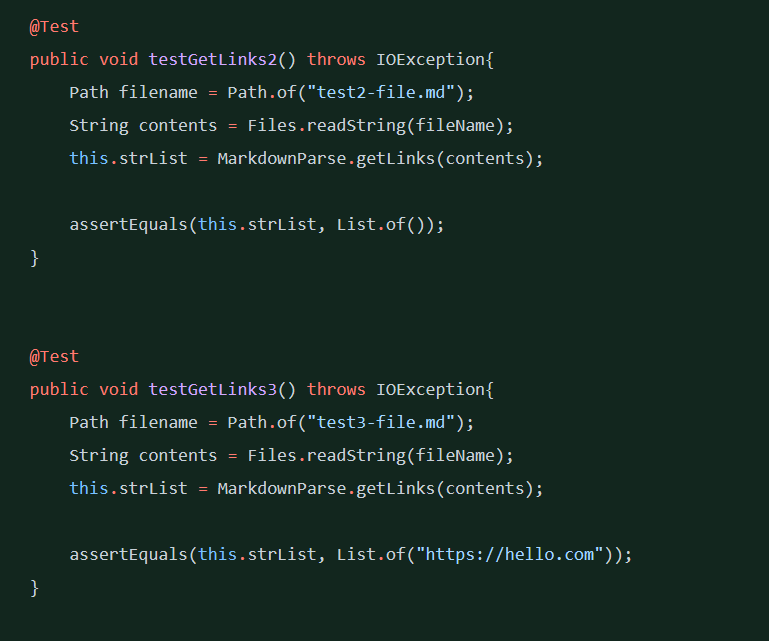 @Test
public void testGetLinks2() throws IOException{
    Path filename = Path.of("test2-file.md");
    String contents = Files.readString(fileName);
    this.strList = MarkdownParse.getLinks(contents);

    assertEquals(this.strList, List.of());
}

@Test
public void testGetLinks3() throws IOException{
    Path filename = Path.of("test3-file.md");
    String contents = Files.readString(fileName);
    this.strList = MarkdownParse.getLinks(contents);

    assertEquals(this.strList, List.of("https://hello.com"));
}